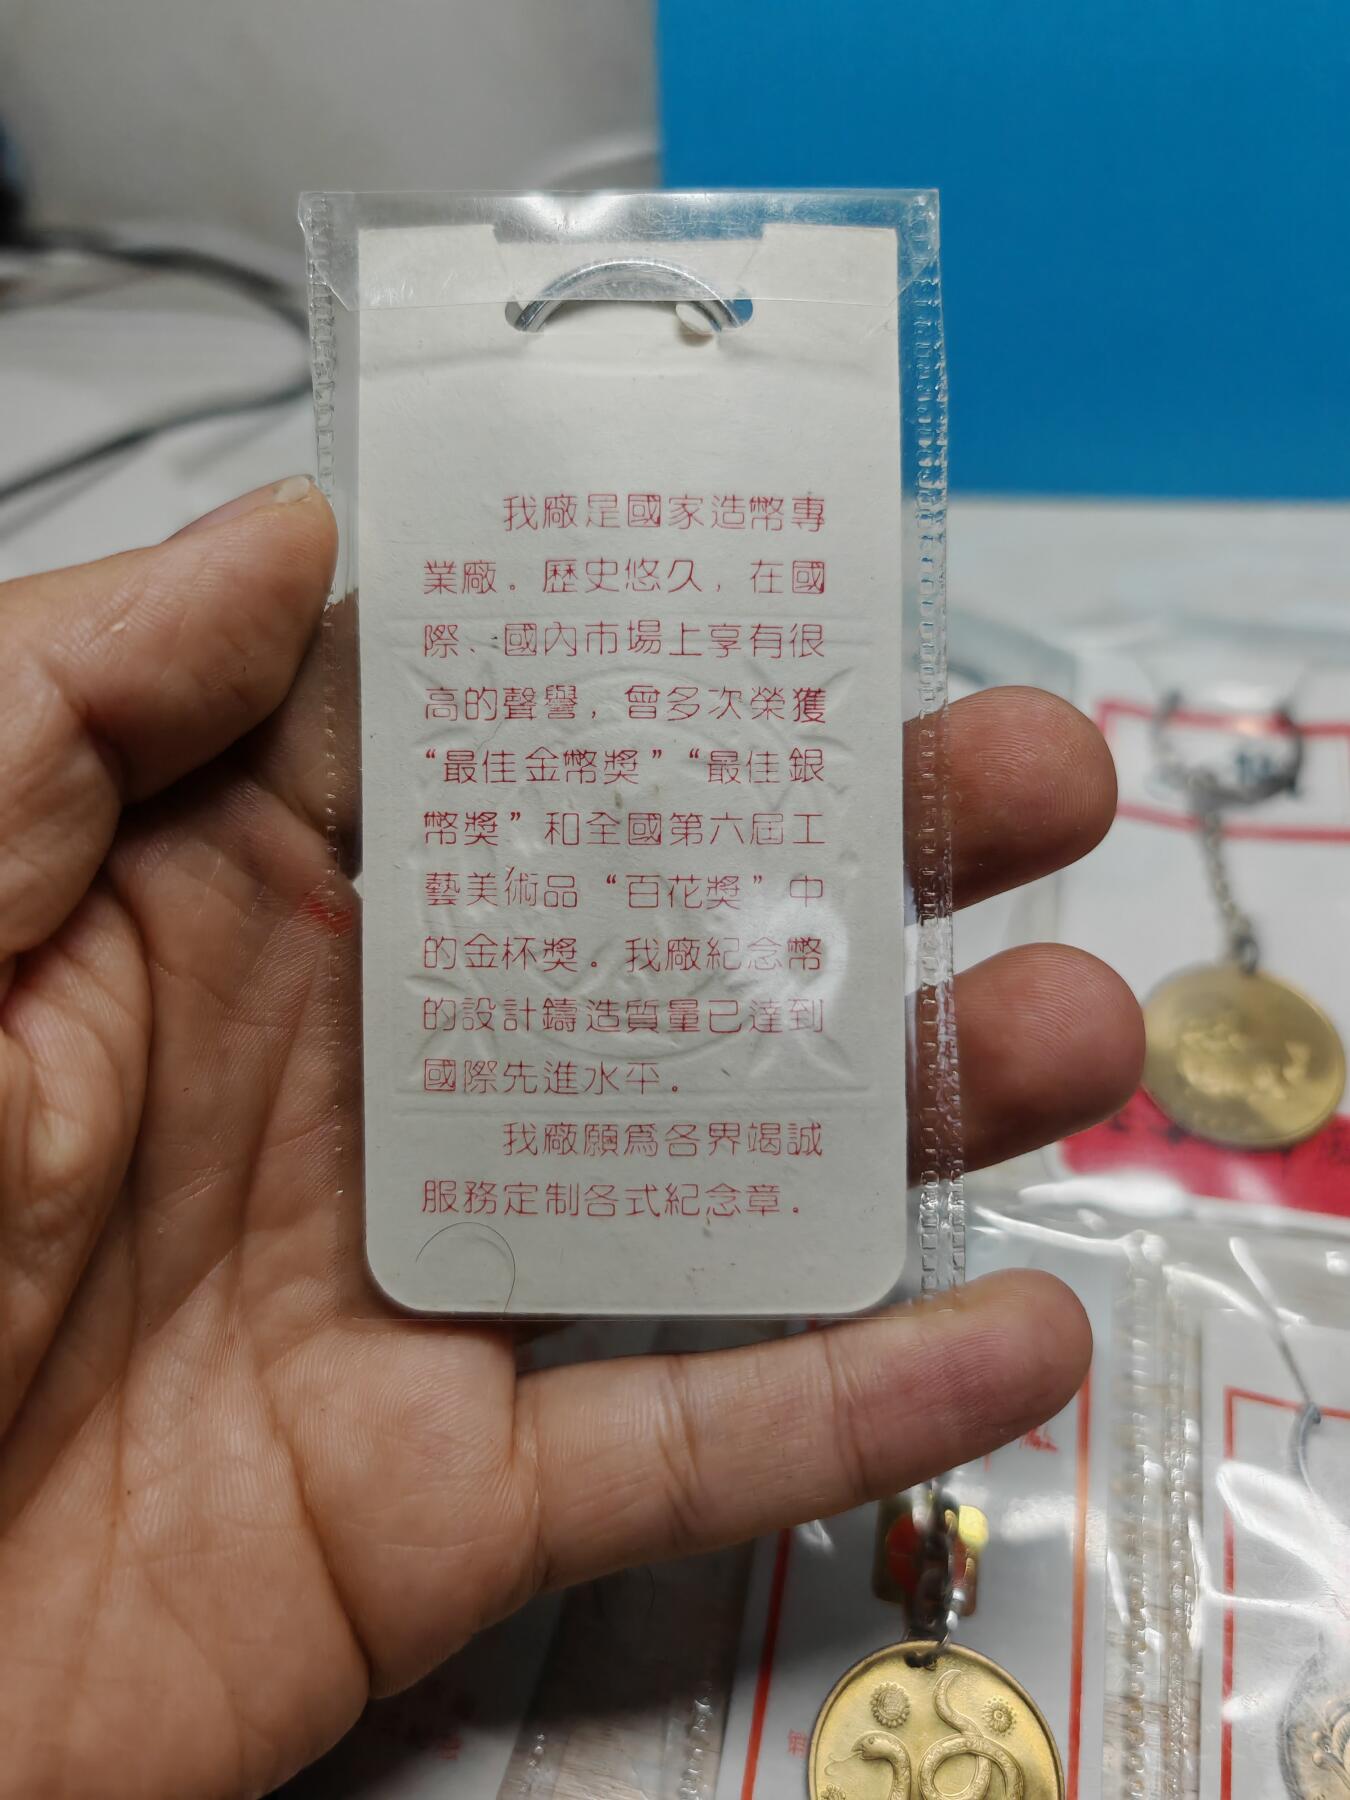 我廠是國家造幣專
業廠。歷史悠久，在國
際、國內市場上享有很
高的聲譽，曾多次榮獲
“最佳金幣獎”“最佳銀
幣獎”和全國第六屆工
藝美術品“百花獎”中
的金杯獎。我廠紀念幣
的設計鑄造質量已達到
國際先進水平。
我廠願爲各界竭誠
服務定制各式紀念章。